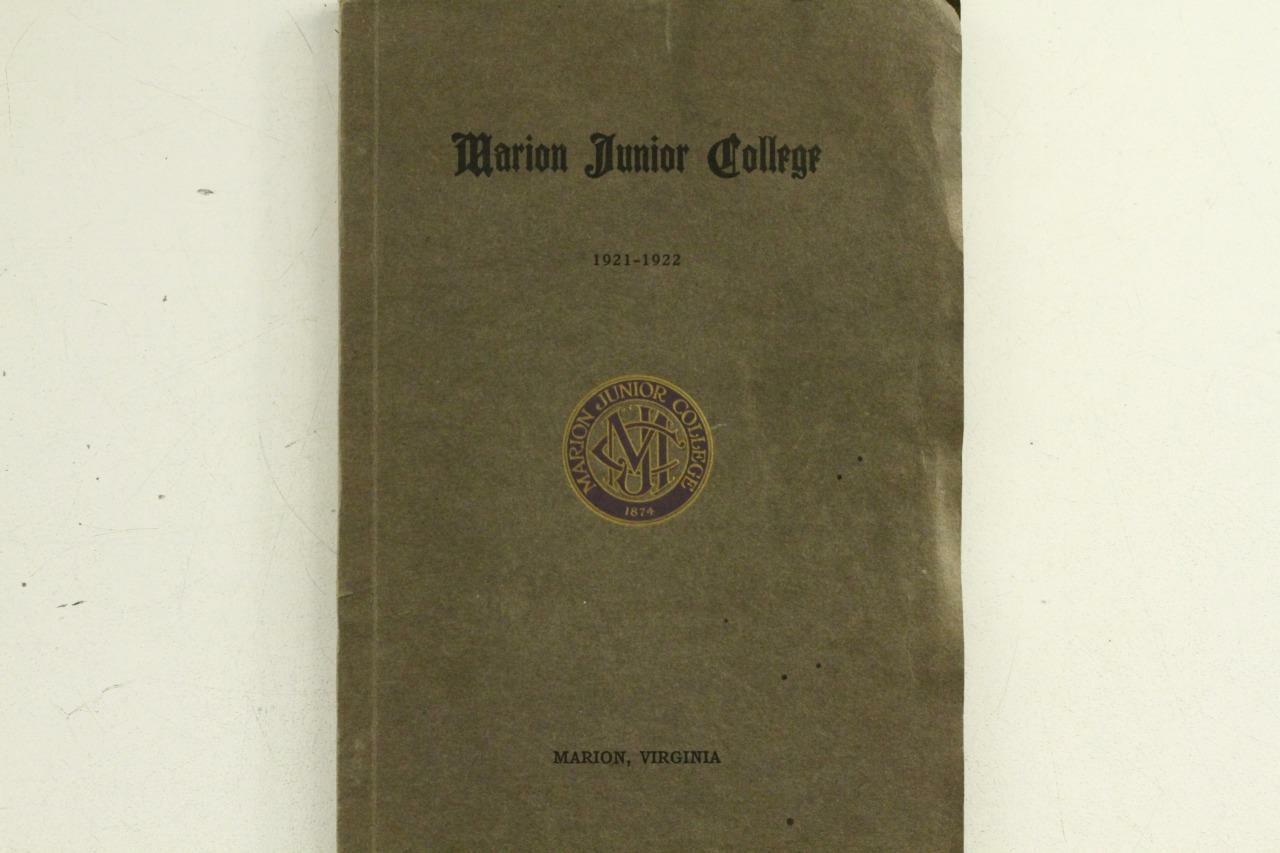 Marion Junior College
1921-1922
MARION JUNIOR COLLEGE
MJC
1874
MARION, VIRGINIA